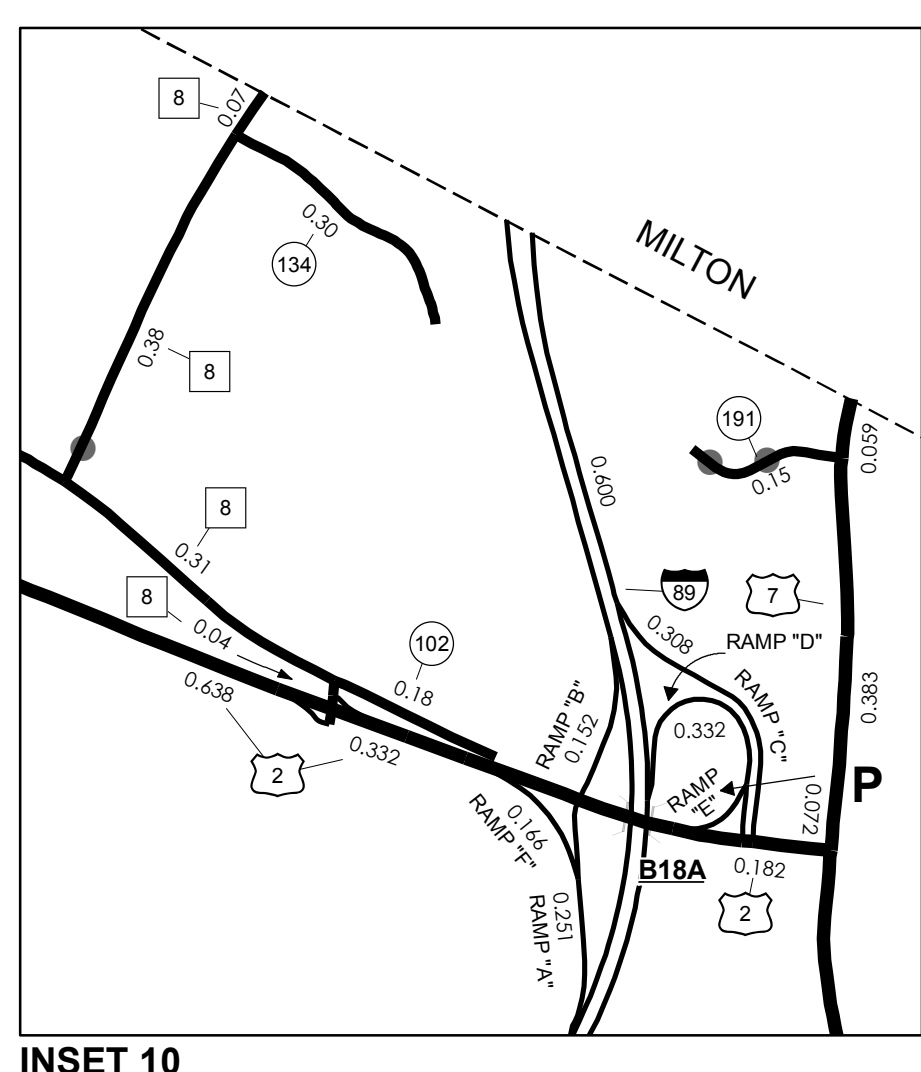 8
0.07
0.30
134
MILTON
0.38
8
191
0.059
0.15
0.600
8
0.31
89
7
8
0.04
0.308
RAMP "D"
102
0.18
0.638
RAMP "C"
0.383
RAMP "B"
0.152
0.332
0.332
2
P
RAMP
"E"
0.072
0.166
RAMP "F"
B18A
0.182
2
0.251
RAMP "A"
INSET 10